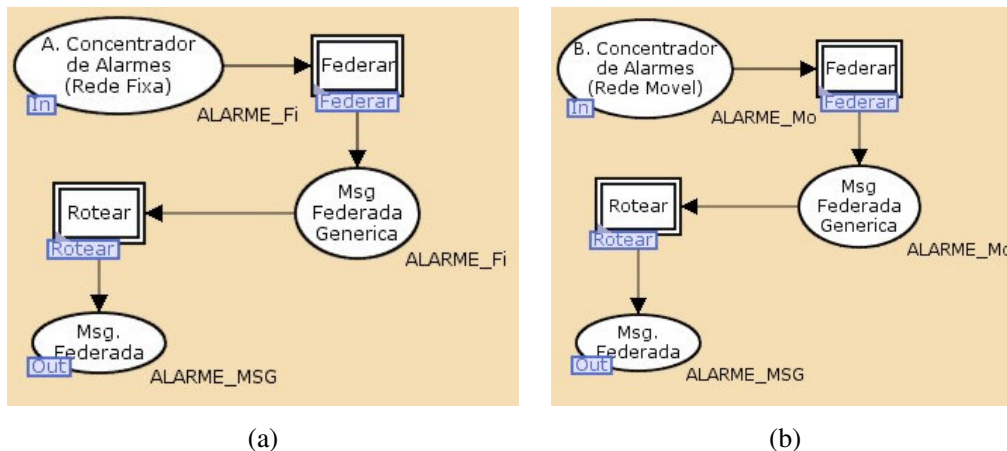 A. Concentrador
de Alarmes
(Rede Fixa)
In
ALARME_Fi
Federar
Federar
Msg
Federada
Generica
ALARME_Fi
Rotear
Rotear
Msg.
Federada
Out
ALARME_MSG
(a)
B. Concentrador
de Alarmes
(Rede Movel)
In
ALARME_Mo
Federar
Federar
Msg
Federada
Generica
ALARME_Mo
Rotear
Rotear
Msg.
Federada
Out
ALARME_MSG
(b)